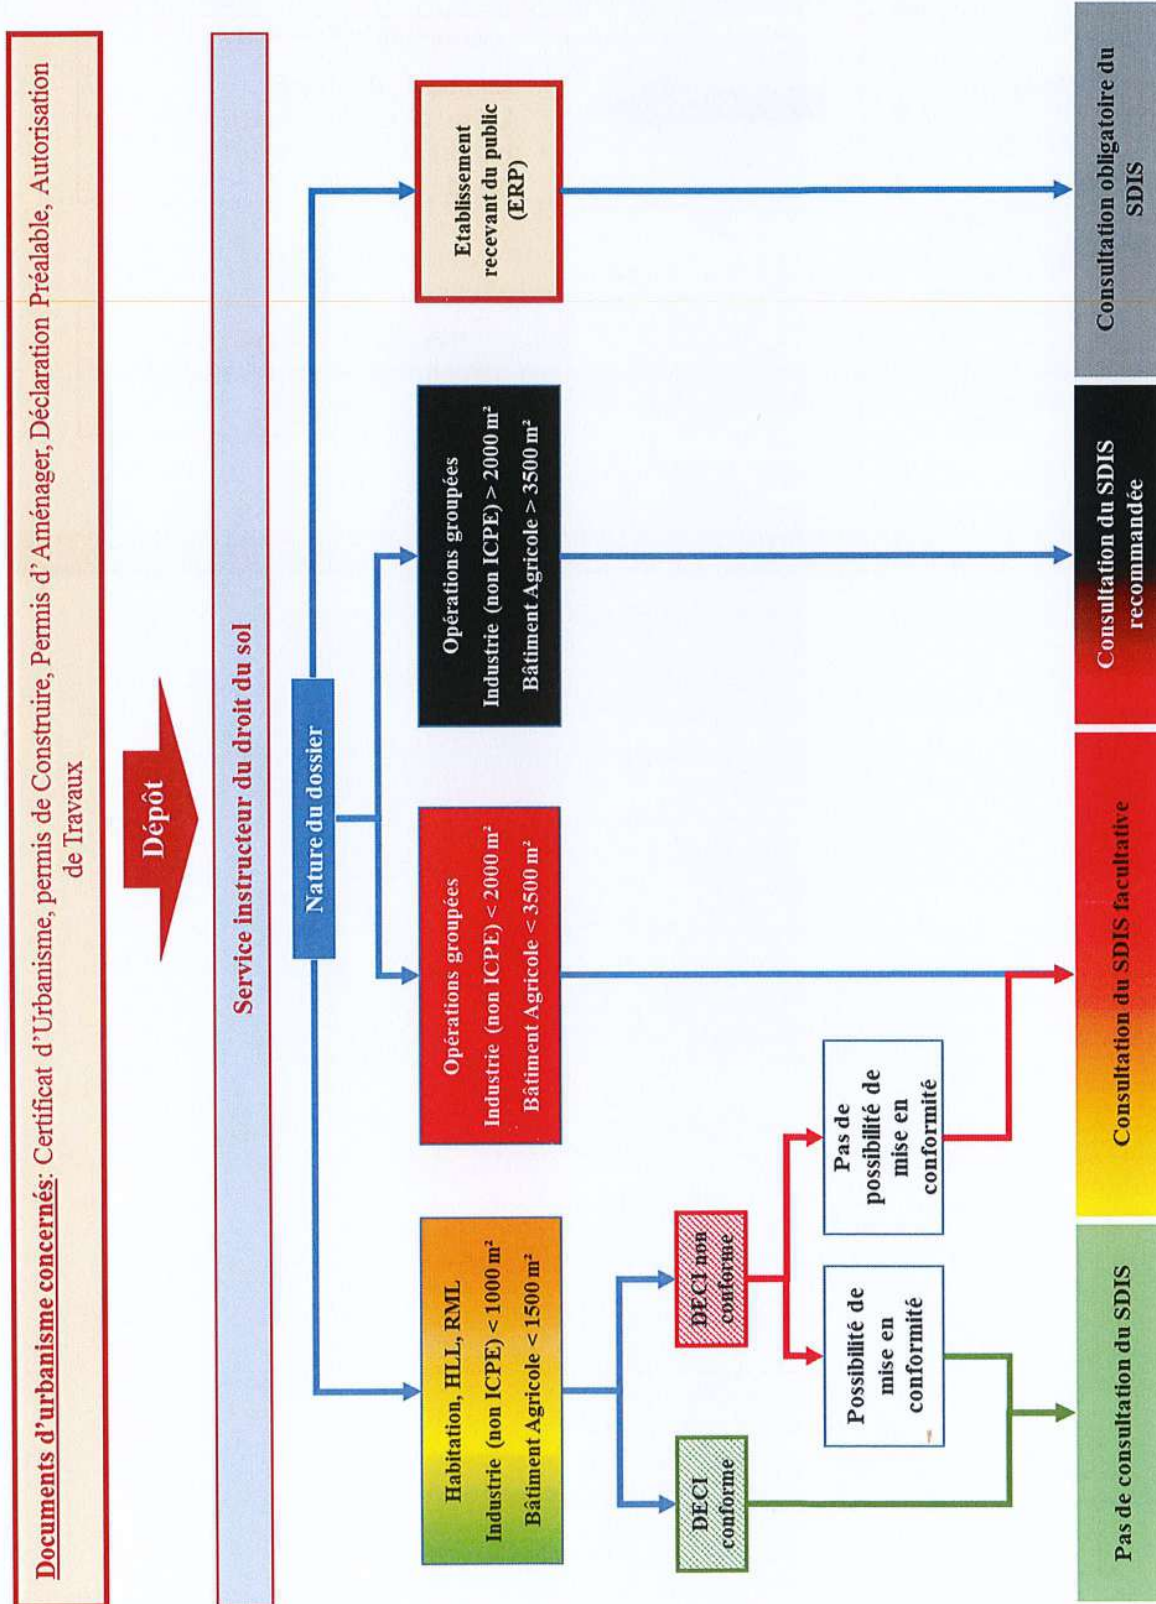 Documents d'urbanisme concernés: Certificat d'Urbanisme, permis de Construire, Permis d'Aménager, Déclaration Préalable, Autorisation
de Travaux
Dépôt
Service instructeur du droit du sol
Nature du dossier
Habitation, HLL, RML
Industrie (non ICPE) < 1000 m²
Bâtiment Agricole < 1500 m²
Opérations groupées
Industrie (non ICPE) < 2000 m²
Bâtiment Agricole < 3500 m²
Opérations groupées
Industrie (non ICPE) > 2000 m²
Bâtiment Agricole > 3500 m²
Etablissement
recevant du public
(ERP)
DECI
conforme
DECI non
conforme
Possibilité de
mise en
conformité
Pas de
possibilité de
mise en
conformité
Pas de consultation du SDIS
Consultation du SDIS facultative
Consultation du SDIS
recommandée
Consultation obligatoire du
SDIS